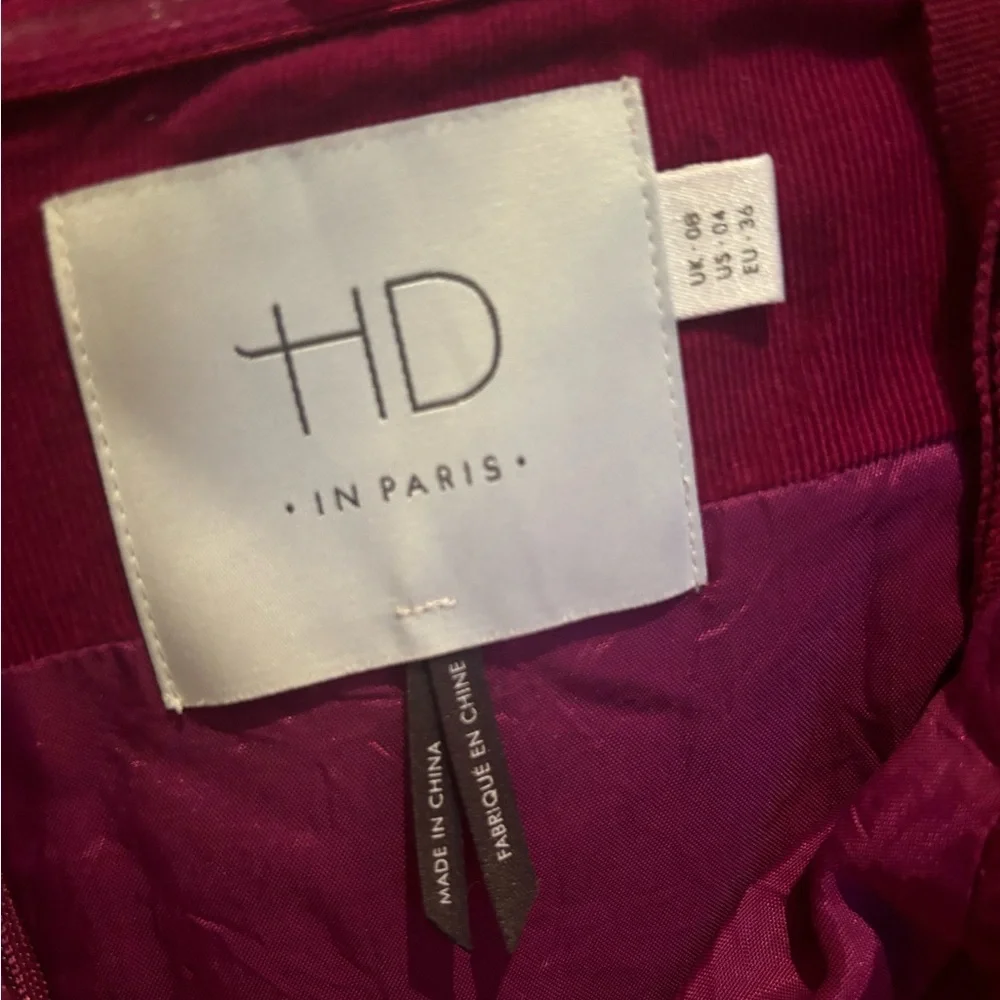 HD
· IN PARIS ·
UK · 08
US · 04
EU · 36
MADE IN CHINA
FABRIQUÉ EN CHINE